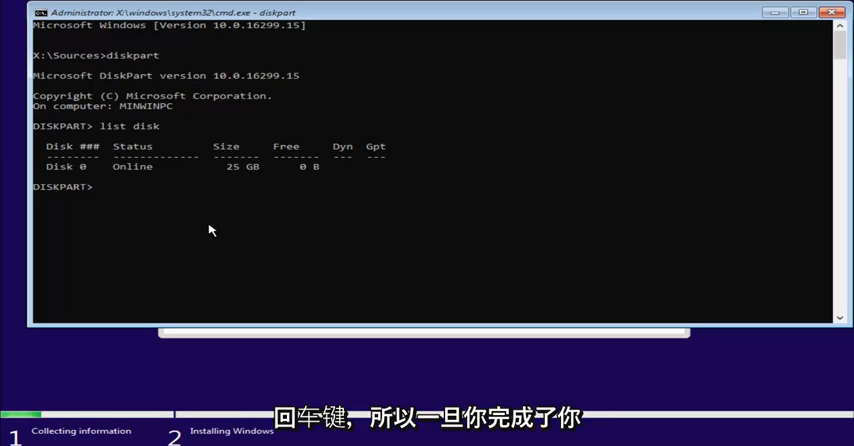 Administrator: X:\windows\system32\cmd.exe - diskpart
Microsoft Windows [Version 10.0.16299.15]
X:\Sources>diskpart
Microsoft DiskPart version 10.0.16299.15
Copyright (C) Microsoft Corporation.
On computer: MINWINPC
DISKPART> list disk
Disk ### Status Size Free Dyn Gpt
-------- ------------- ------- ------- --- ---
Disk 0 Online 25 GB 0 B
DISKPART>
回车键，所以一旦你完成了你
1 Collecting information 2 Installing Windows